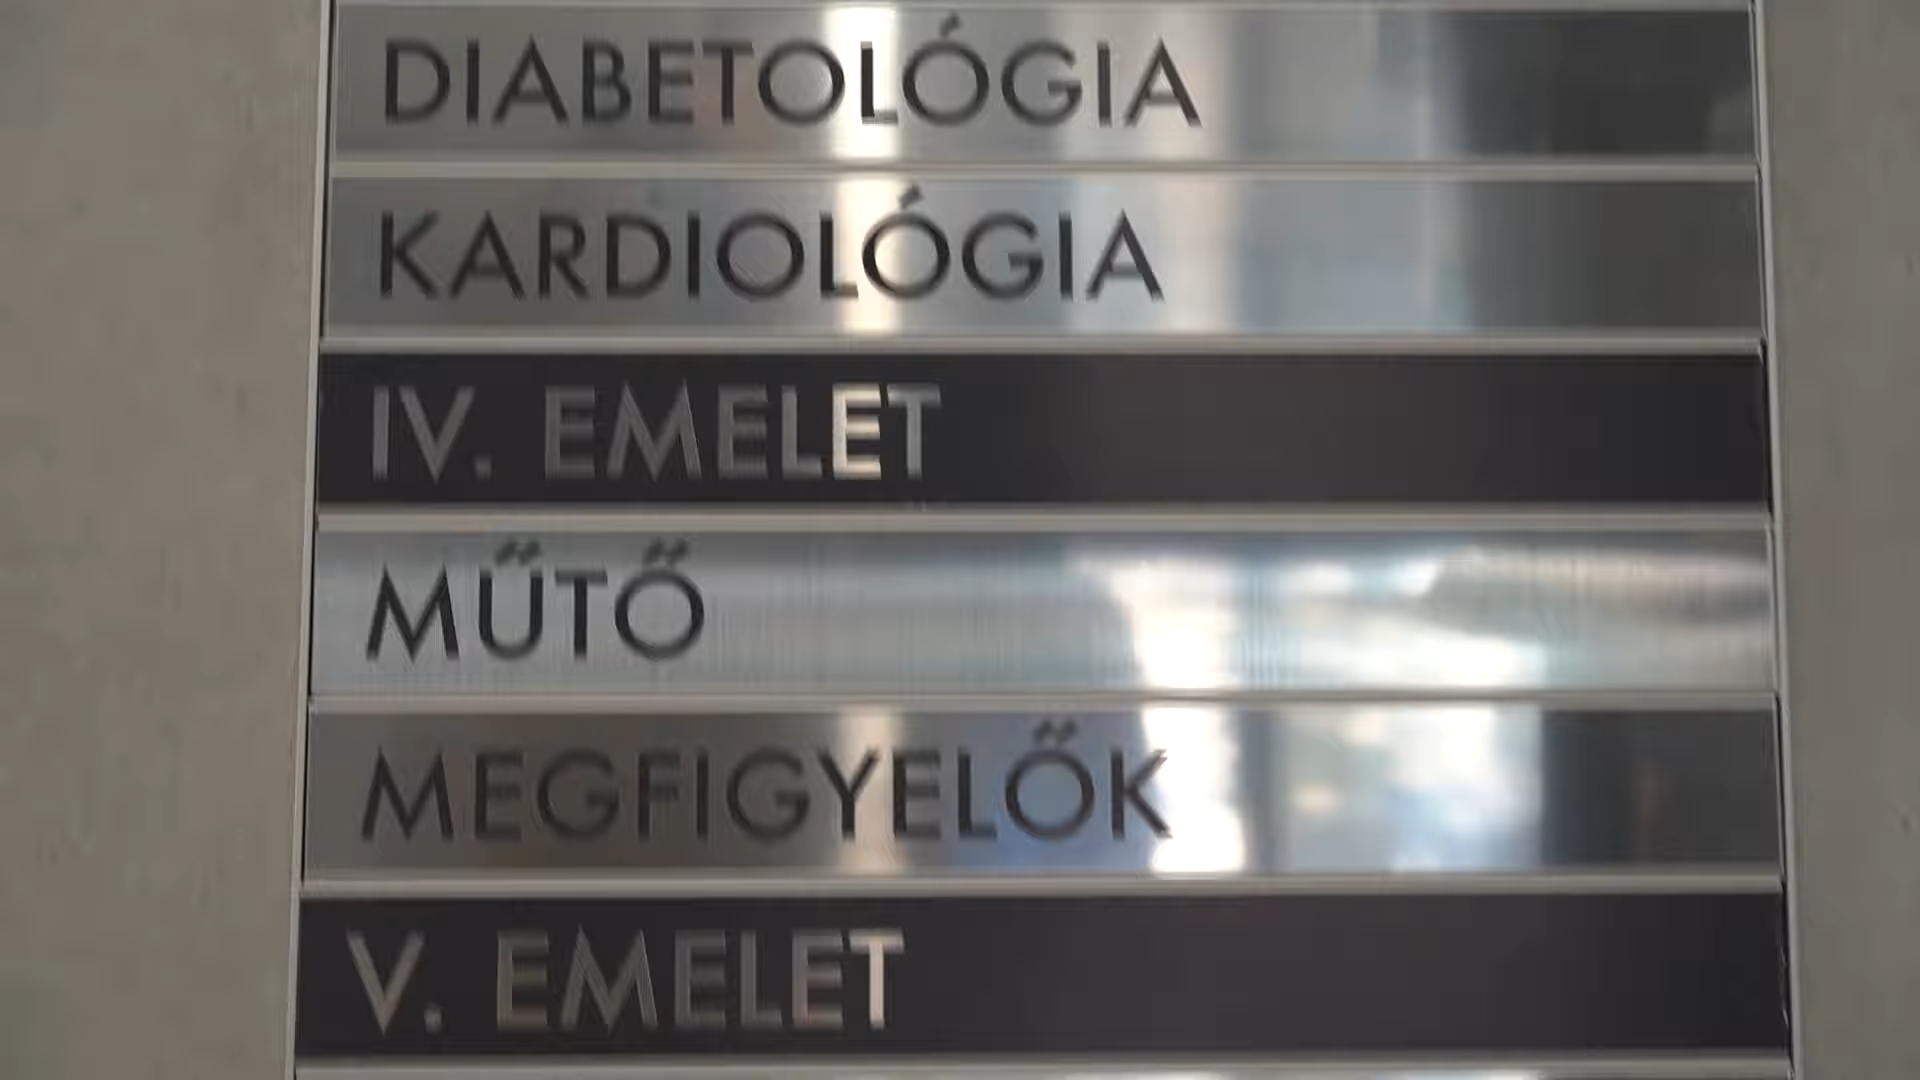 DIABETOLÓGIA
KARDIOLÓGIA
IV. EMELET
MŰTŐ
MEGFIGYELŐK
V. EMELET